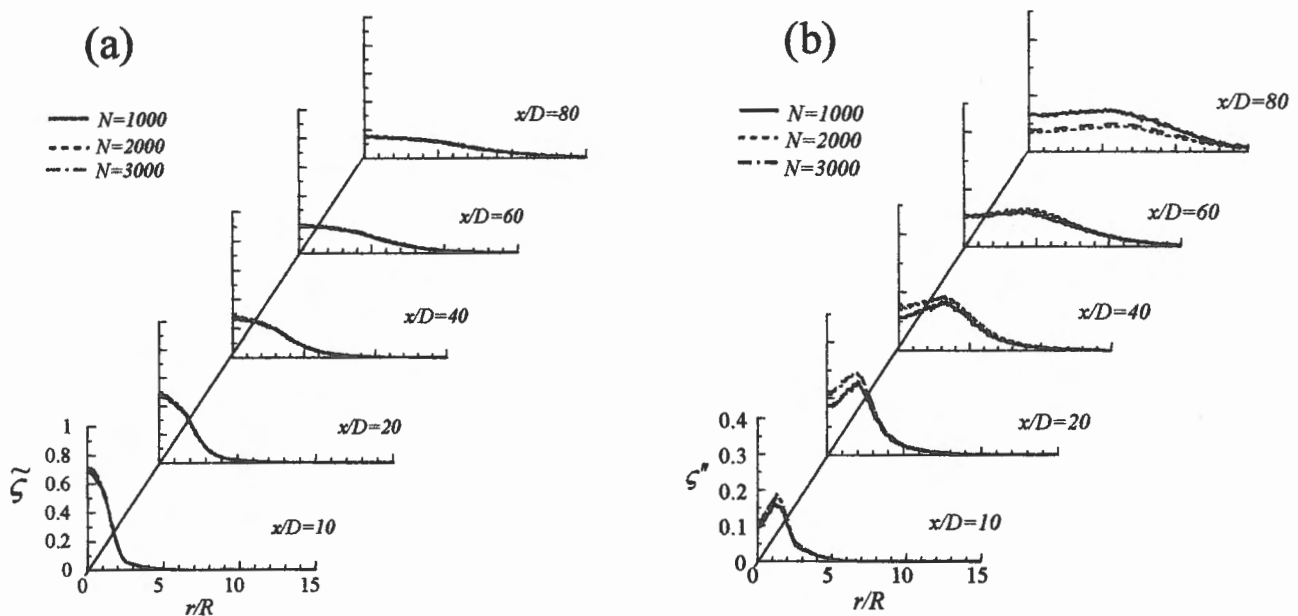 (a)
N=1000
N=2000
N=3000
x/D=80
x/D=60
x/D=40
x/D=20
x/D=10
1
0.8
0.6
0.4
0.2
0
ζ̃
0 5 10 15
r/R
(b)
N=1000
N=2000
N=3000
x/D=80
x/D=60
x/D=40
x/D=20
x/D=10
0.4
0.3
0.2
0.1
0
ζ"
0 5 10 15
r/R